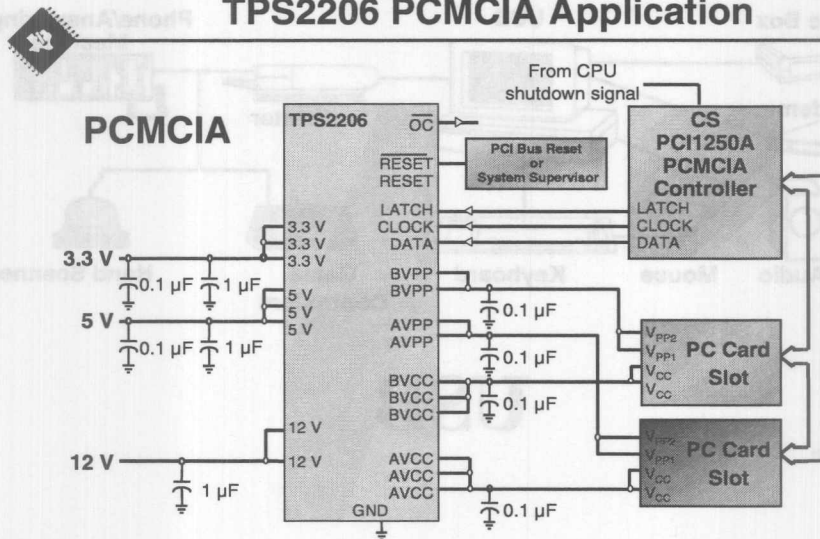 TPS2206 PCMCIA Application
From CPU
shutdown signal
PCMCIA
TPS2206
OC
RESET
RESET
LATCH
CLOCK
DATA
BVPP
BVPP
AVPP
AVPP
BVCC
BVCC
BVCC
AVCC
AVCC
AVCC
GND
PCI Bus Reset
or
System Supervisor
CS
PCI1250A
PCMCIA
Controller
LATCH
CLOCK
DATA
3.3 V
3.3 V
3.3 V
3.3 V
0.1 µF
1 µF
5 V
5 V
5 V
5 V
0.1 µF
1 µF
12 V
12 V
12 V
1 µF
0.1 µF
0.1 µF
0.1 µF
0.1 µF
VPP2
VPP1
VCC
VCC
PC Card
Slot
VPP2
VPP1
VCC
VCC
PC Card
Slot